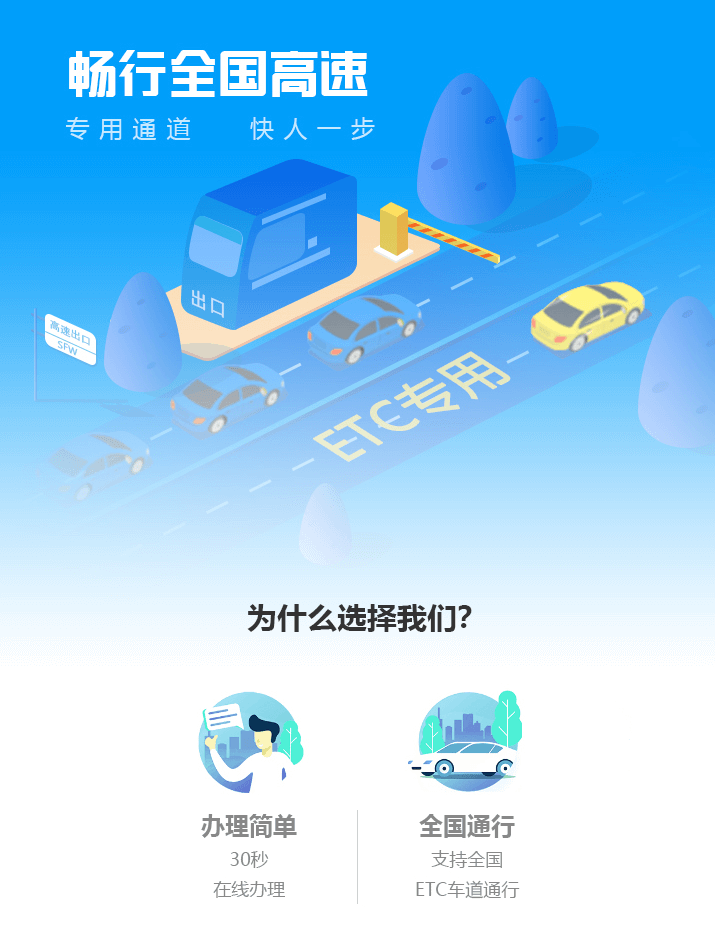 畅行全国高速
专用通道 快人一步
出口
高速出口
SFW
ETC专用
为什么选择我们?
办理简单
30秒
在线办理
全国通行
支持全国
ETC车道通行